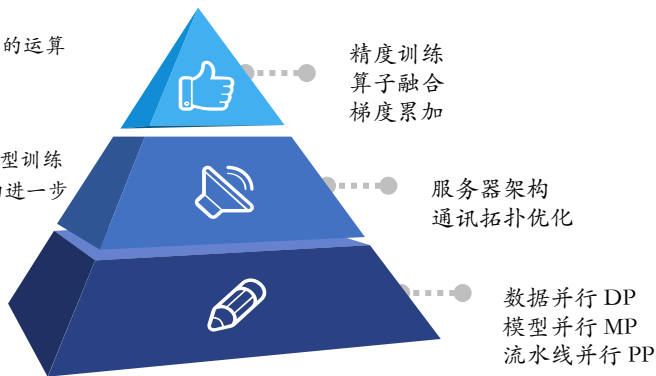 的运算
精度训练
算子融合
梯度累加
型训练
进一步
服务器架构
通讯拓扑优化
数据并行 DP
模型并行 MP
流水线并行 PP